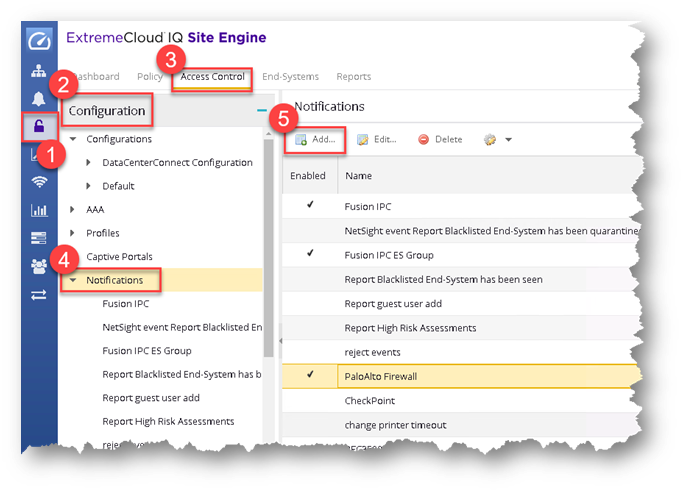 ExtremeCloud IQ Site Engine
3
Dashboard Policy Access Control End-Systems Reports
2
Configuration
1
Configurations
DataCenterConnect Configuration
Default
AAA
Profiles
Captive Portals
4
Notifications
Fusion IPC
NetSight event Report Blacklisted En
Fusion IPC ES Group
Report Blacklisted End-System has b
Report guest user add
Report High Risk Assessments
Notifications
5
Add... Edit... Delete
Enabled Name
Fusion IPC
NetSight event Report Blacklisted End-System has been quarantine
Fusion IPC ES Group
Report Blacklisted End-System has been seen
Report guest user add
Report High Risk Assessments
reject events
PaloAlto Firewall
CheckPoint
change printer timeout